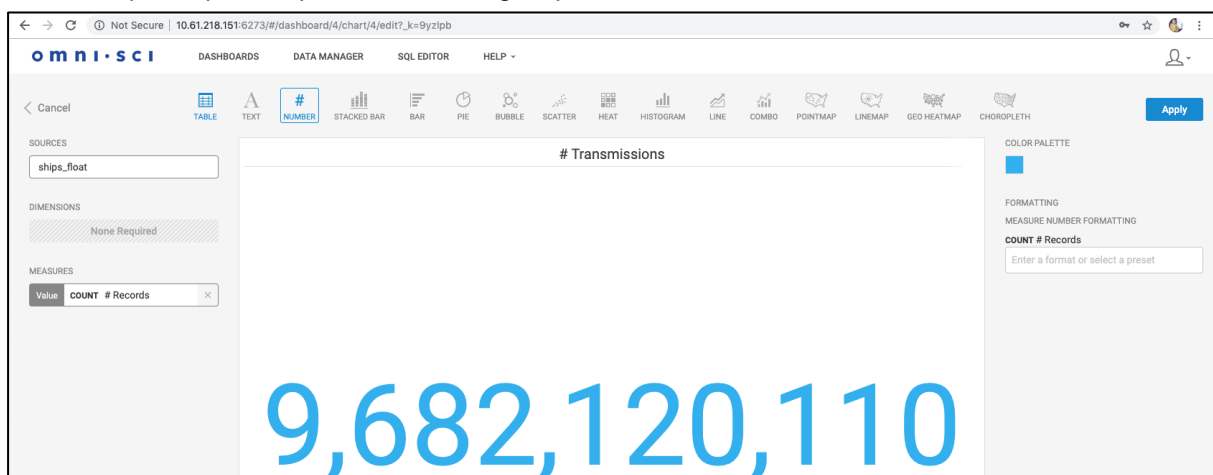 Not Secure | 10.61.218.151:6273/#/dashboard/4/chart/4/edit?_k=9yzlpb
omni·sci DASHBOARDS DATA MANAGER SQL EDITOR HELP
Cancel
TABLE TEXT # NUMBER STACKED BAR BAR PIE BUBBLE SCATTER HEAT HISTOGRAM LINE COMBO POINTMAP LINEMAP GEO HEATMAP CHOROPLETH
Apply
SOURCES
ships_float
DIMENSIONS
None Required
MEASURES
Value COUNT # Records ×
# Transmissions
9,682,120,110
COLOR PALETTE
FORMATTING
MEASURE NUMBER FORMATTING
COUNT # Records
Enter a format or select a preset